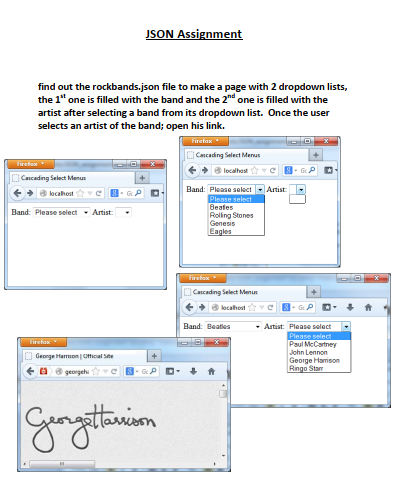 JSON Assignment
find out the rockbands.json file to make a page with 2 dropdown lists,
the 1st one is filled with the band and the 2nd one is filled with the
artist after selecting a band from its dropdown list. Once the user
selects an artist of the band; open his link.
Firefox
Cascading Select Menus
localhost
Band: Please select Artist:
Please select
Beatles
Rolling Stones
Genesis
Eagles
Firefox
Cascading Select Menus
localhost
Band: Please select Artist:
Firefox
Cascading Select Menus
localhost
Band: Beatles Artist: Please select
Please select
Paul McCartney
John Lennon
George Harrison
Ringo Starr
Firefox
George Harrison | Official Site
georgeh
George Harrison